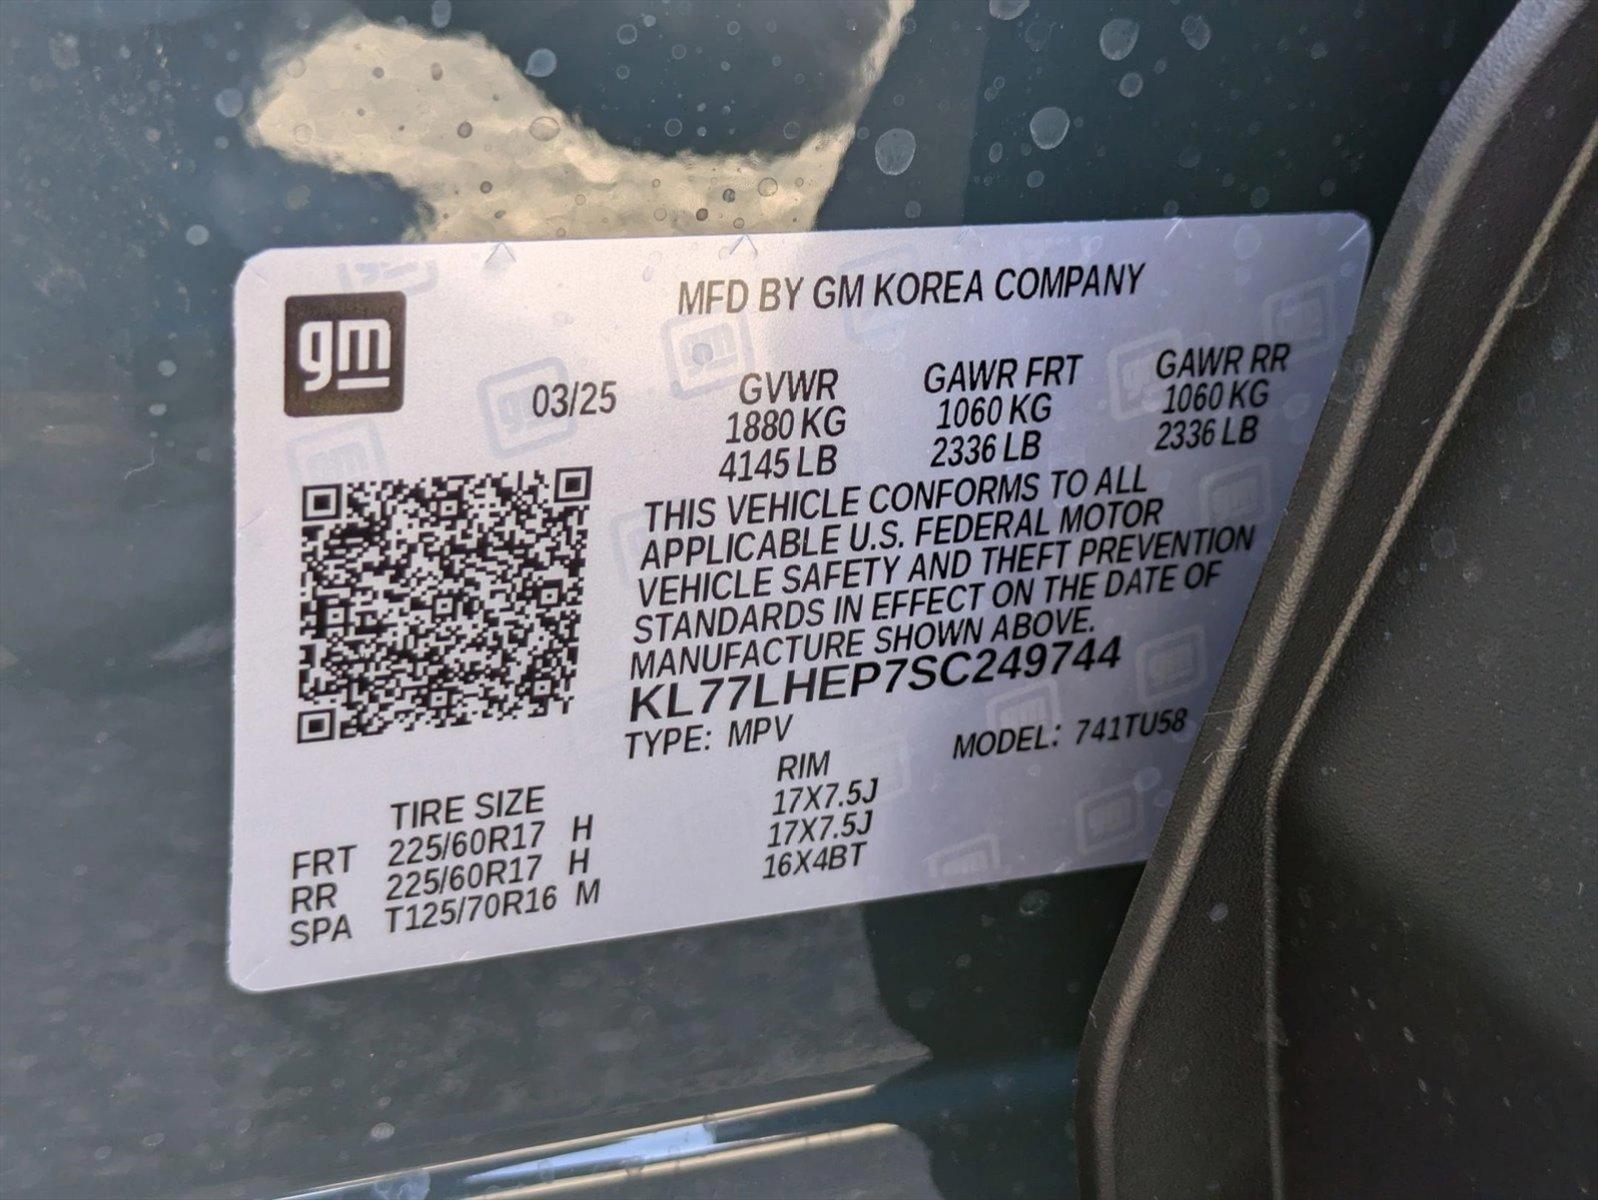 gm
MFD BY GM KOREA COMPANY
03/25 GVWR GAWR FRT GAWR RR
1880 KG 1060 KG 1060 KG
4145 LB 2336 LB 2336 LB
THIS VEHICLE CONFORMS TO ALL
APPLICABLE U.S. FEDERAL MOTOR
VEHICLE SAFETY AND THEFT PREVENTION
STANDARDS IN EFFECT ON THE DATE OF
MANUFACTURE SHOWN ABOVE.
KL77LHEP7SC249744
TYPE: MPV MODEL: 741TU58
TIRE SIZE RIM
FRT 225/60R17 H 17X7.5J
RR 225/60R17 H 17X7.5J
SPA T125/70R16 M 16X4BT